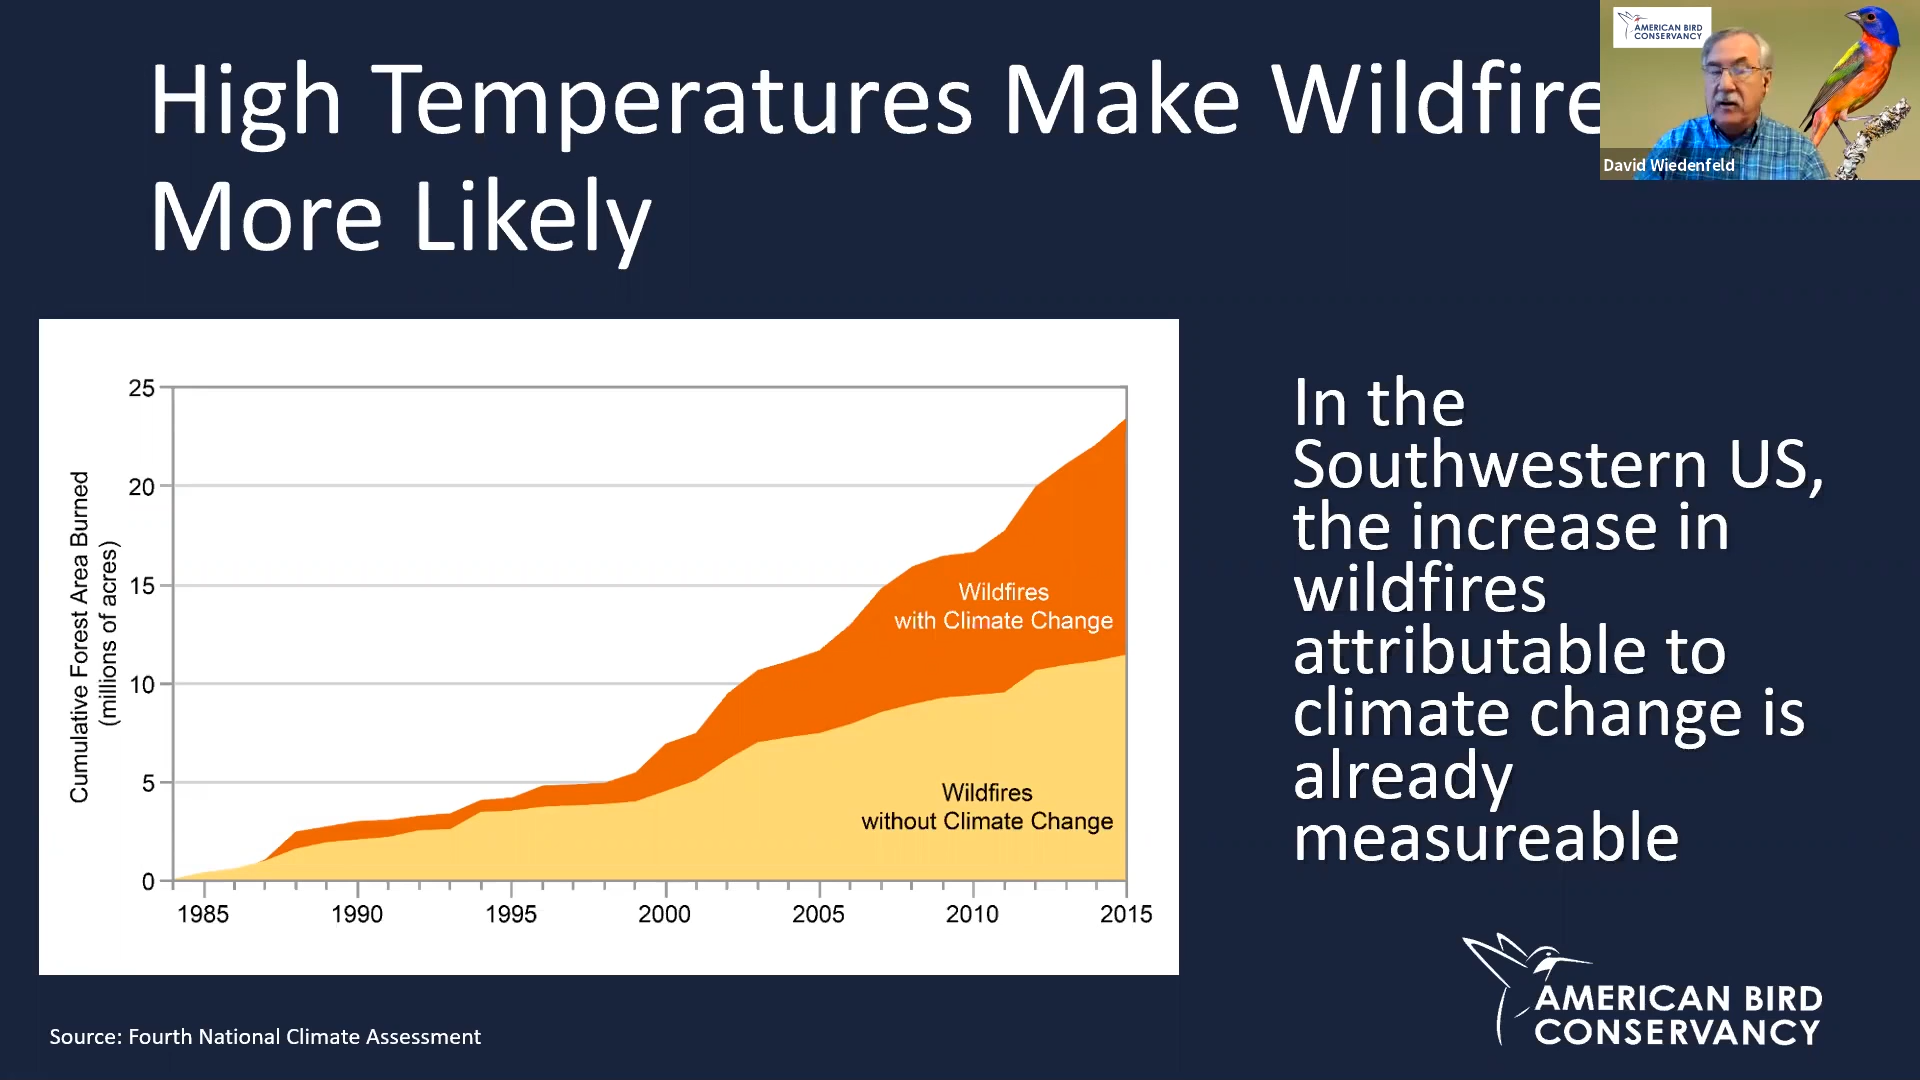 High Temperatures Make Wildfire
More Likely
AMERICAN BIRD
CONSERVANCY
David Wiedenfeld
Cumulative Forest Area Burned
(millions of acres)
25
20
15
10
5
0
Wildfires
with Climate Change
Wildfires
without Climate Change
1985 1990 1995 2000 2005 2010 2015
In the
Southwestern US,
the increase in
wildfires
attributable to
climate change is
already
measureable
Source: Fourth National Climate Assessment
AMERICAN BIRD
CONSERVANCY